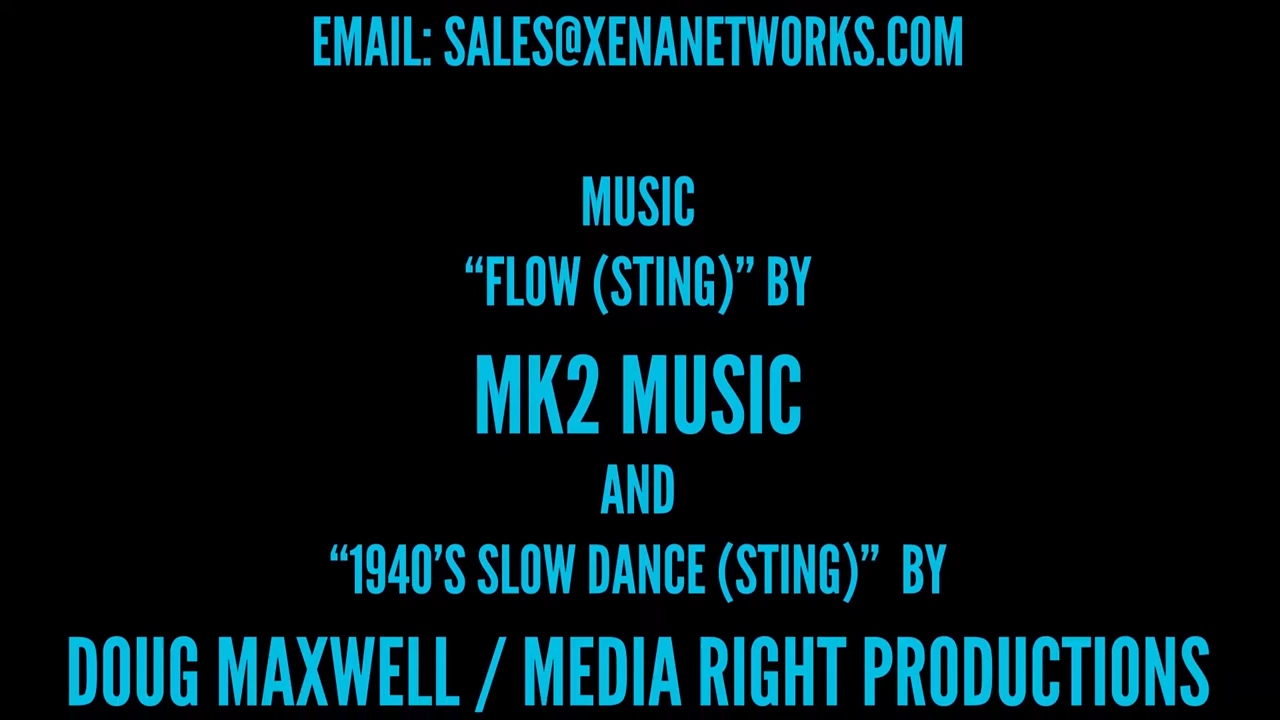 EMAIL: SALES@XENANETWORKS.COM
MUSIC
“FLOW (STING)” BY
MK2 MUSIC
AND
“1940’S SLOW DANCE (STING)” BY
DOUG MAXWELL / MEDIA RIGHT PRODUCTIONS